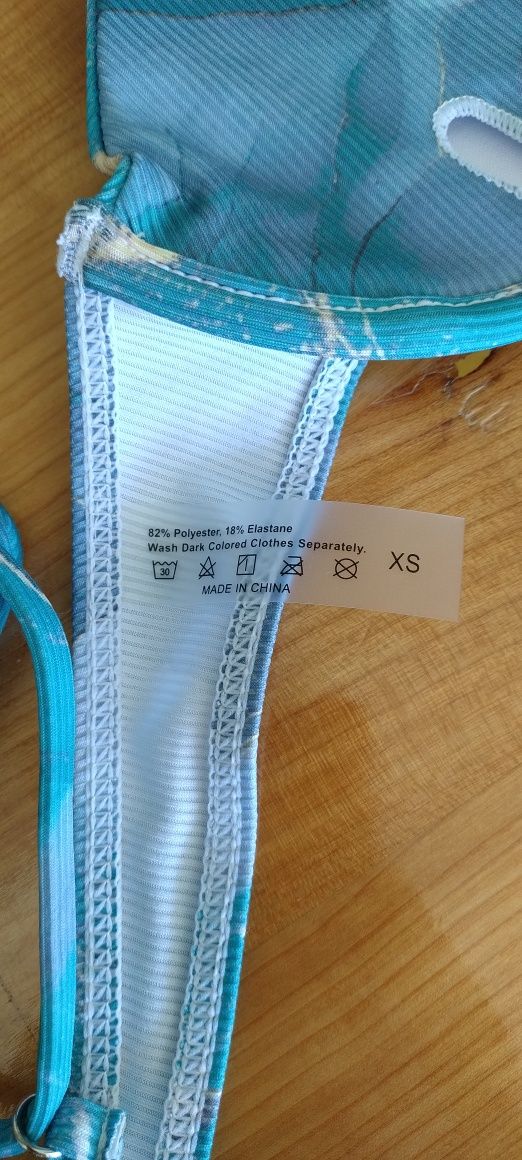 82% Polyester, 18% Elastane
Wash Dark Colored Clothes Separately.
30
XS
MADE IN CHINA